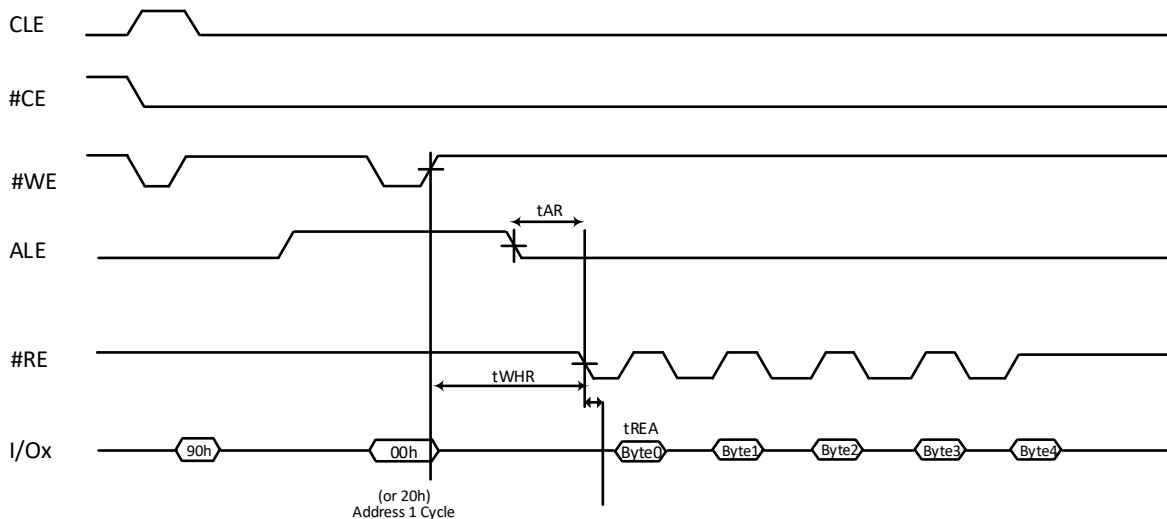 CLE
#CE
#WE
tAR
ALE
#RE
tWHR
tREA
I/Ox
90h
00h
Byte0
Byte1
Byte2
Byte3
Byte4
(or 20h)
Address 1 Cycle